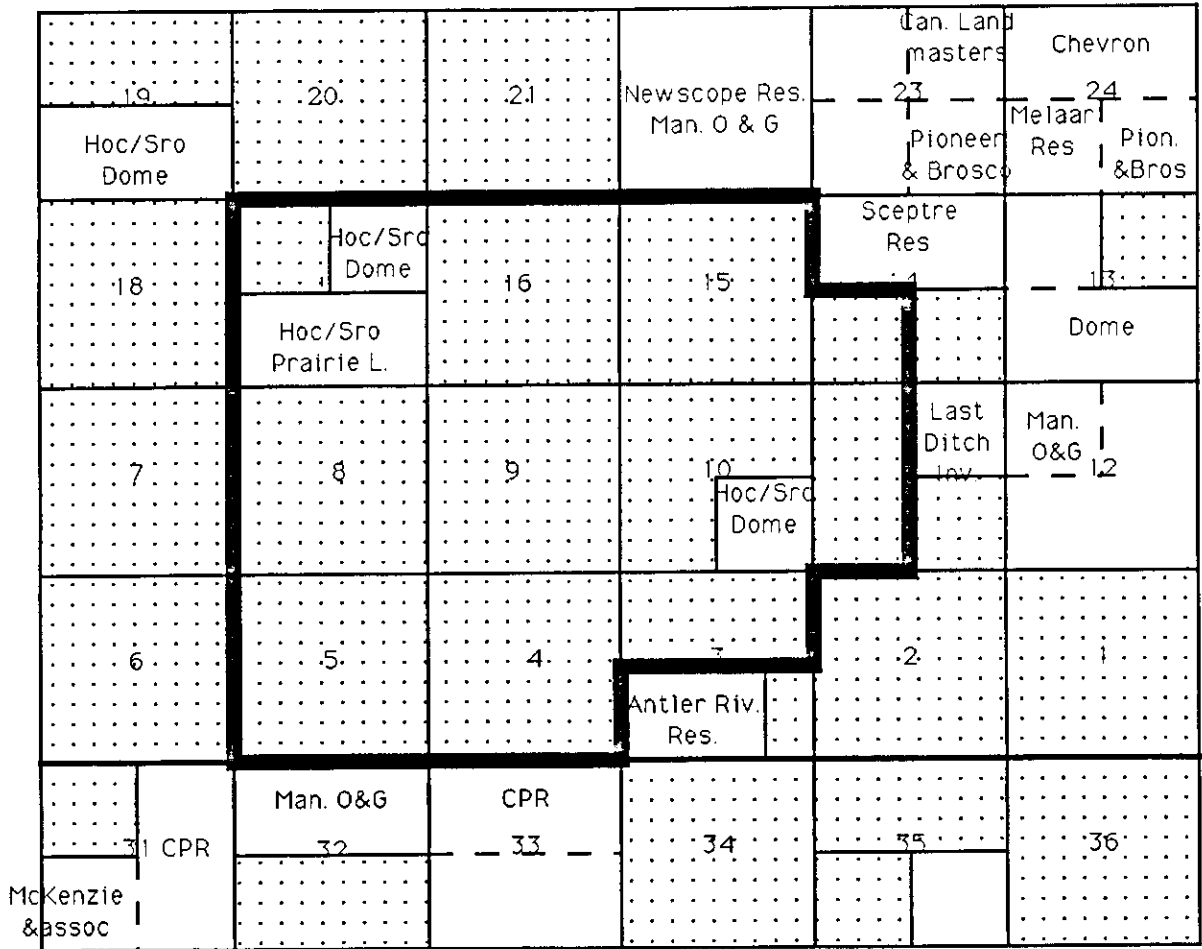 Can. Land
masters
Chevron
19
20
21
Newscope Res.
Man. O & G
23
24
Hoc/Sro
Dome
Pioneer
& Brosco
Melaar
Res
Pion.
&Bros
18
Hoc/Sro
Dome
16
15
Sceptre
Res
13
Hoc/Sro
Prairie L.
Dome
7
8
9
10
Hoc/Sro
Dome
Last
Ditch
Inv.
Man.
O&G
12
6
5
4
3
2
1
Antler Riv.
Res.
31 CPR
Man. O&G
32
CPR
33
34
35
36
McKenzie
&assoc